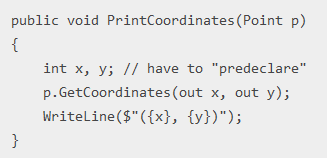 public void PrintCoordinates(Point p)
{
    int x, y; // have to "predeclare"
    p.GetCoordinates(out x, out y);
    WriteLine($"({x}, {y})");
}